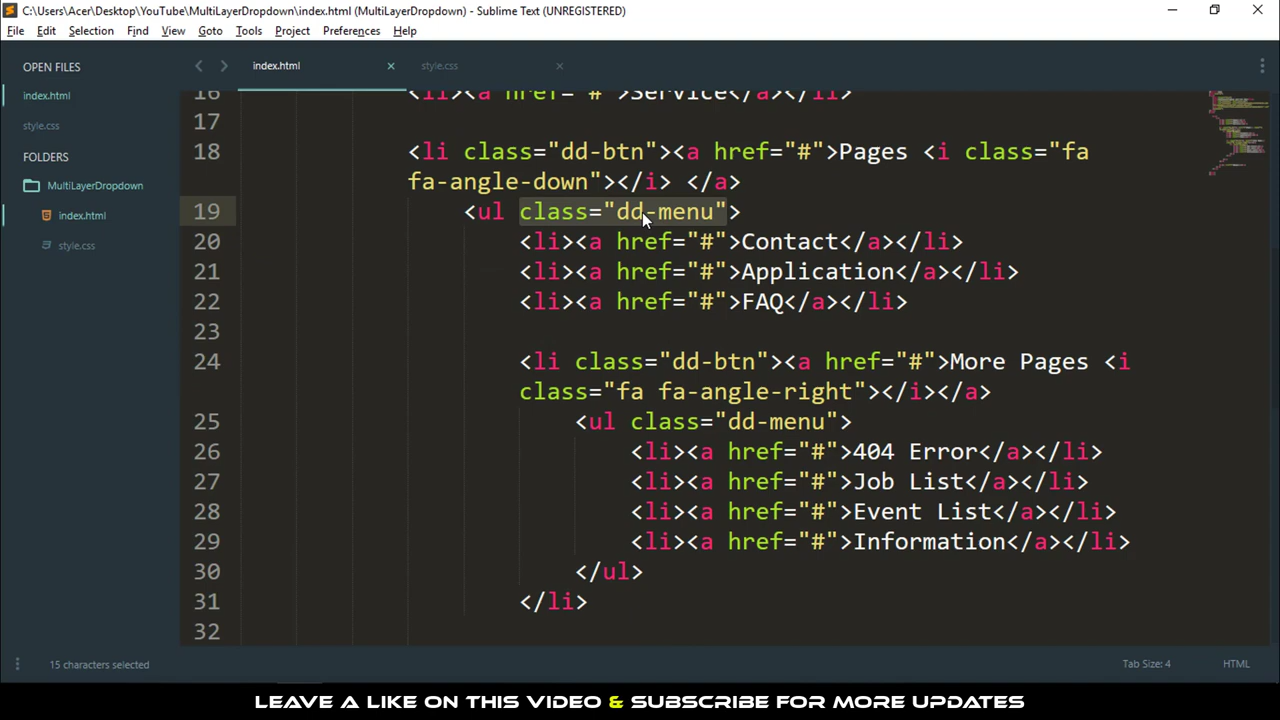 C:\Users\Acer\Desktop\YouTube\MultiLayerDropdown\index.html (MultiLayerDropdown) - Sublime Text (UNREGISTERED)
File Edit Selection Find View Goto Tools Project Preferences Help
OPEN FILES
index.html
style.css
FOLDERS
MultiLayerDropdown
index.html
style.css
index.html × style.css ×
16 <li><a href="#">Service</a></li>
17
18 <li class="dd-btn"><a href="#">Pages <i class="fa
fa-angle-down"></i> </a>
19 <ul class="dd-menu">
20 <li><a href="#">Contact</a></li>
21 <li><a href="#">Application</a></li>
22 <li><a href="#">FAQ</a></li>
23
24 <li class="dd-btn"><a href="#">More Pages <i
class="fa fa-angle-right"></i></a>
25 <ul class="dd-menu">
26 <li><a href="#">404 Error</a></li>
27 <li><a href="#">Job List</a></li>
28 <li><a href="#">Event List</a></li>
29 <li><a href="#">Information</a></li>
30 </ul>
31 </li>
32
15 characters selected
Tab Size: 4
HTML
LEAVE A LIKE ON THIS VIDEO & SUBSCRIBE FOR MORE UPDATES